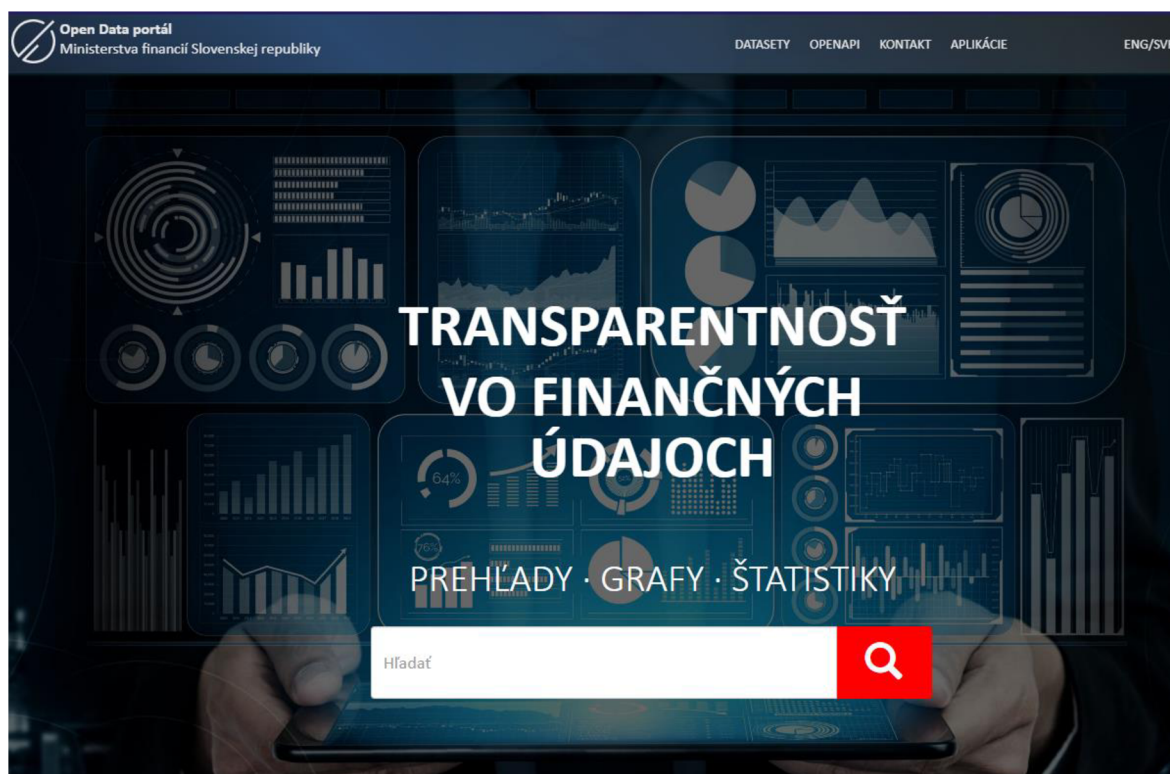 Open Data portál
Ministerstva financií Slovenskej republiky
DATASETY OPENAPI KONTAKT APLIKÁCIE
TRANSPARENTNOSŤ
VO FINANČNÝCH
ÚDAJOCH
64%
76%
PREHĽADY · GRAFY · ŠTATISTIKY
Hľadať